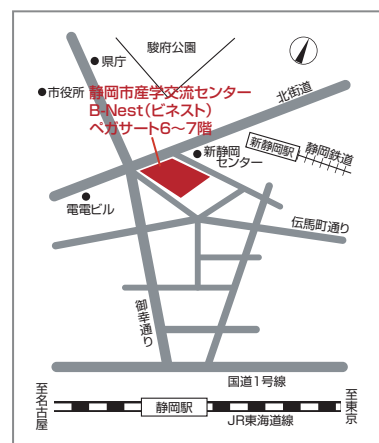 駿府公園
県庁
市役所
静岡市産学交流センター
B-Nest(ビネスト)
ペガサート6〜7階
北街道
新静岡
センター
新静岡駅
静岡鉄道
電電ビル
伝馬町通り
御幸通り
国道1号線
至名古屋
静岡駅
JR東海道線
至東京